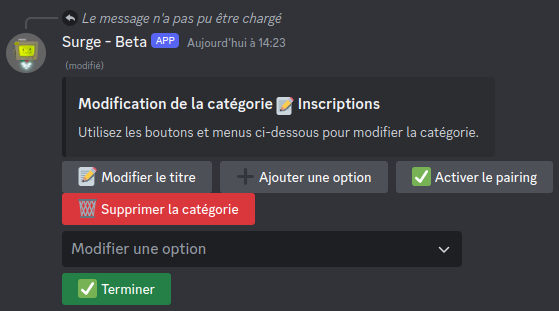 Le message n'a pas pu être chargé
Surge - Beta APP Aujourd'hui à 14:23
(modifié)
Modification de la catégorie 📝 Inscriptions
Utilisez les boutons et menus ci-dessous pour modifier la catégorie.
📝 Modifier le titre ➕ Ajouter une option ✅ Activer le pairing
🗑️ Supprimer la catégorie
Modifier une option
✅ Terminer